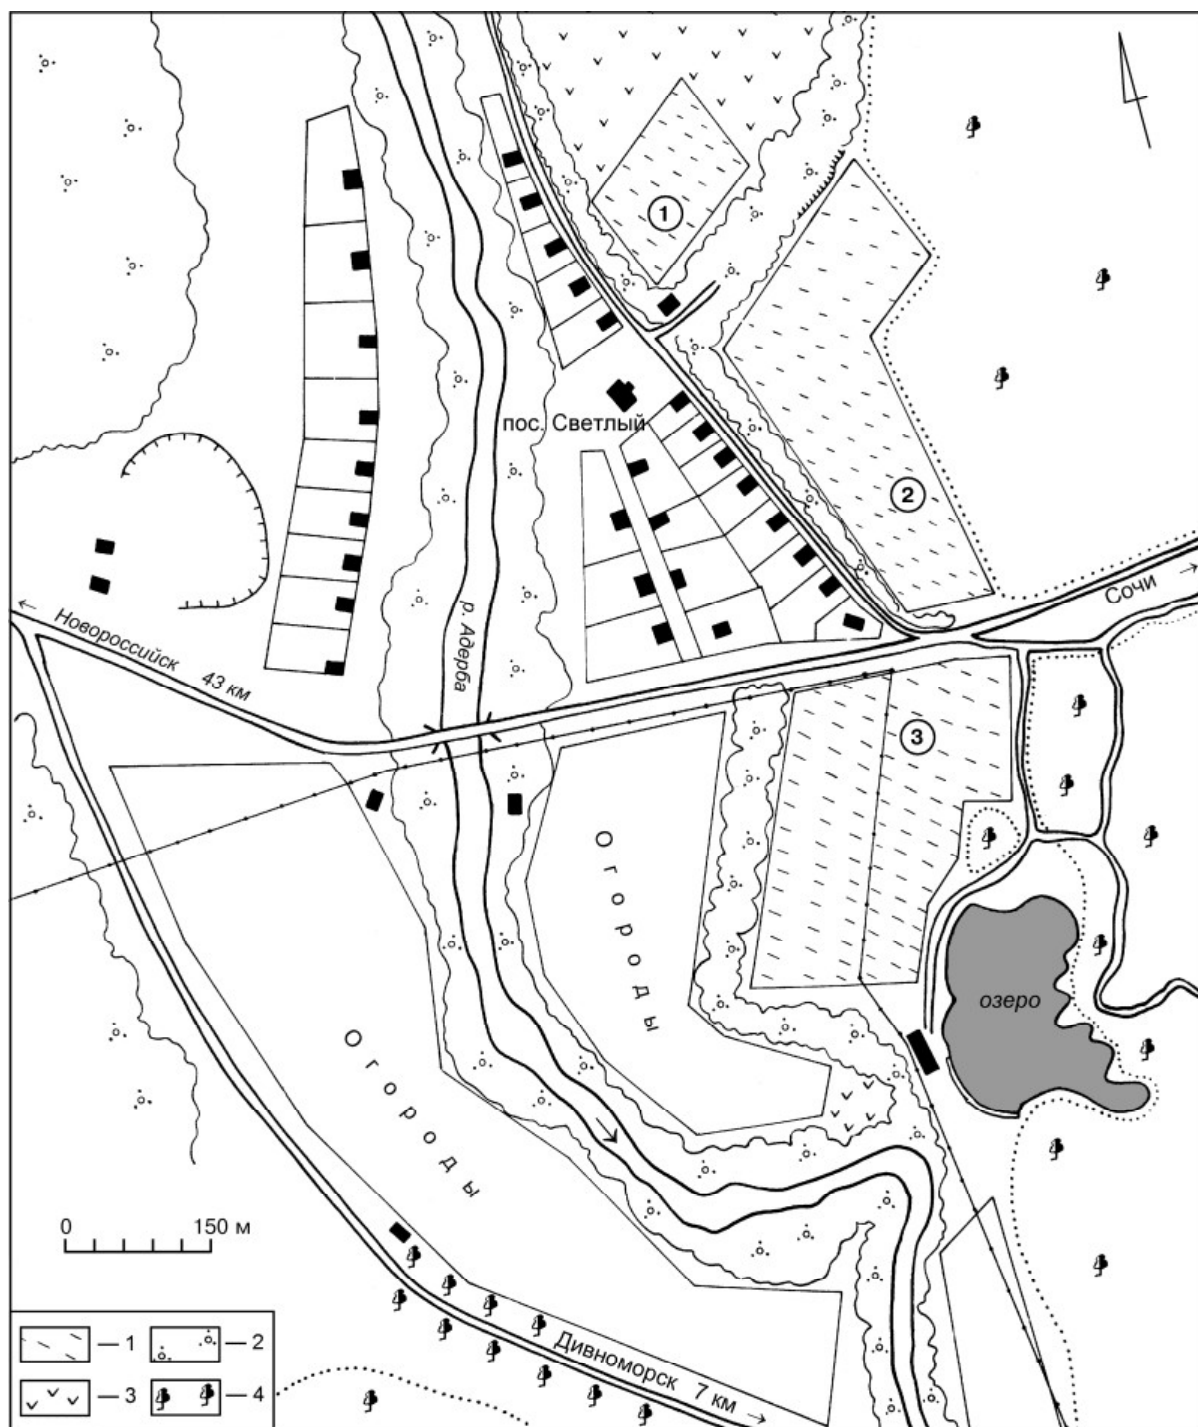 1
2
пос. Светлый
Новороссийск 43 км
р. Адерба
Сочи
3
Огороды
озеро
Огороды
0 150 м
Дивноморск 7 км
— 1
— 2
— 3
— 4